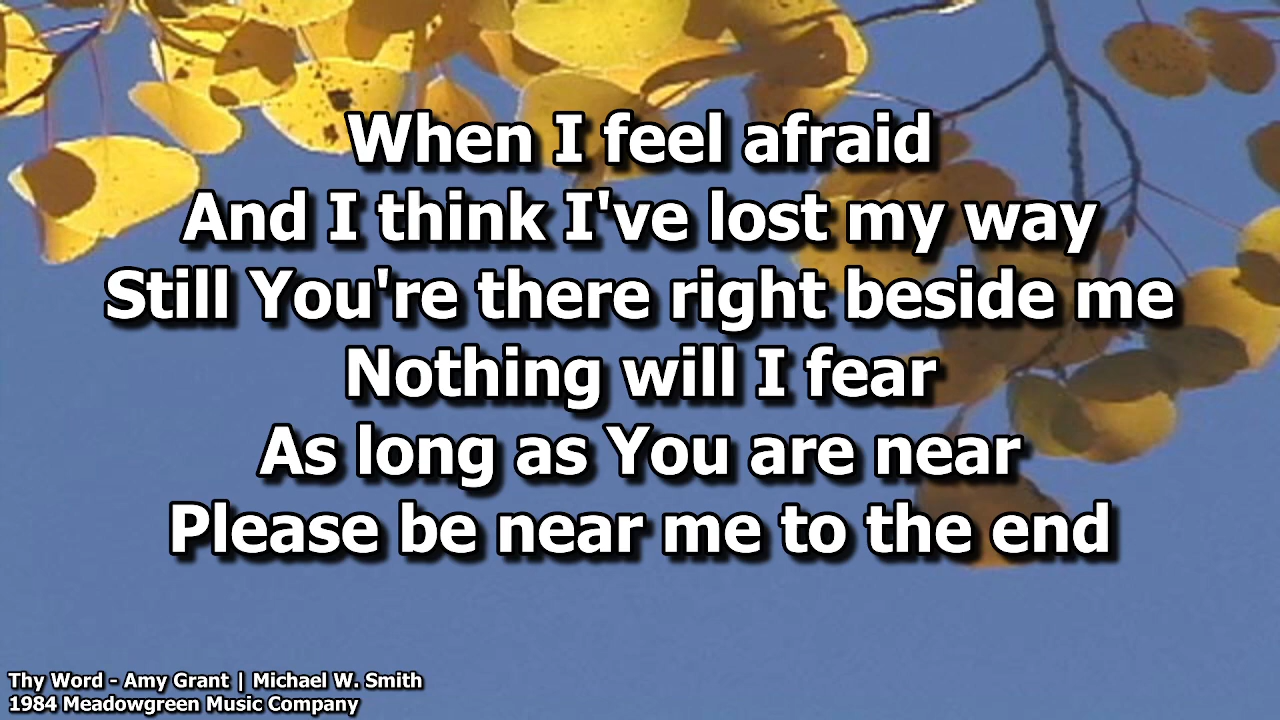 When I feel afraid
And I think I've lost my way
Still You're there right beside me
Nothing will I fear
As long as You are near
Please be near me to the end
Thy Word - Amy Grant | Michael W. Smith
1984 Meadowgreen Music Company